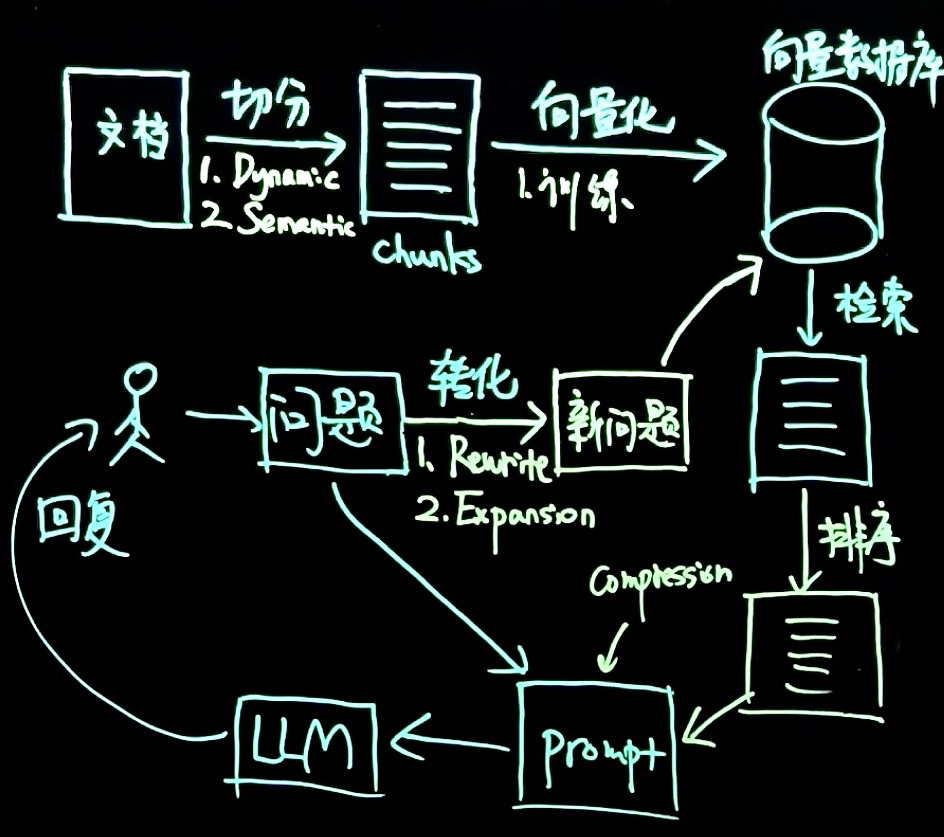 向量数据库
文档
切分
1. Dynamic
2. Semantic
chunks
向量化
1. 训练
检索
问题
转化
1. Rewrite
2. Expansion
新问题
回复
排序
Compression
LLM
prompt